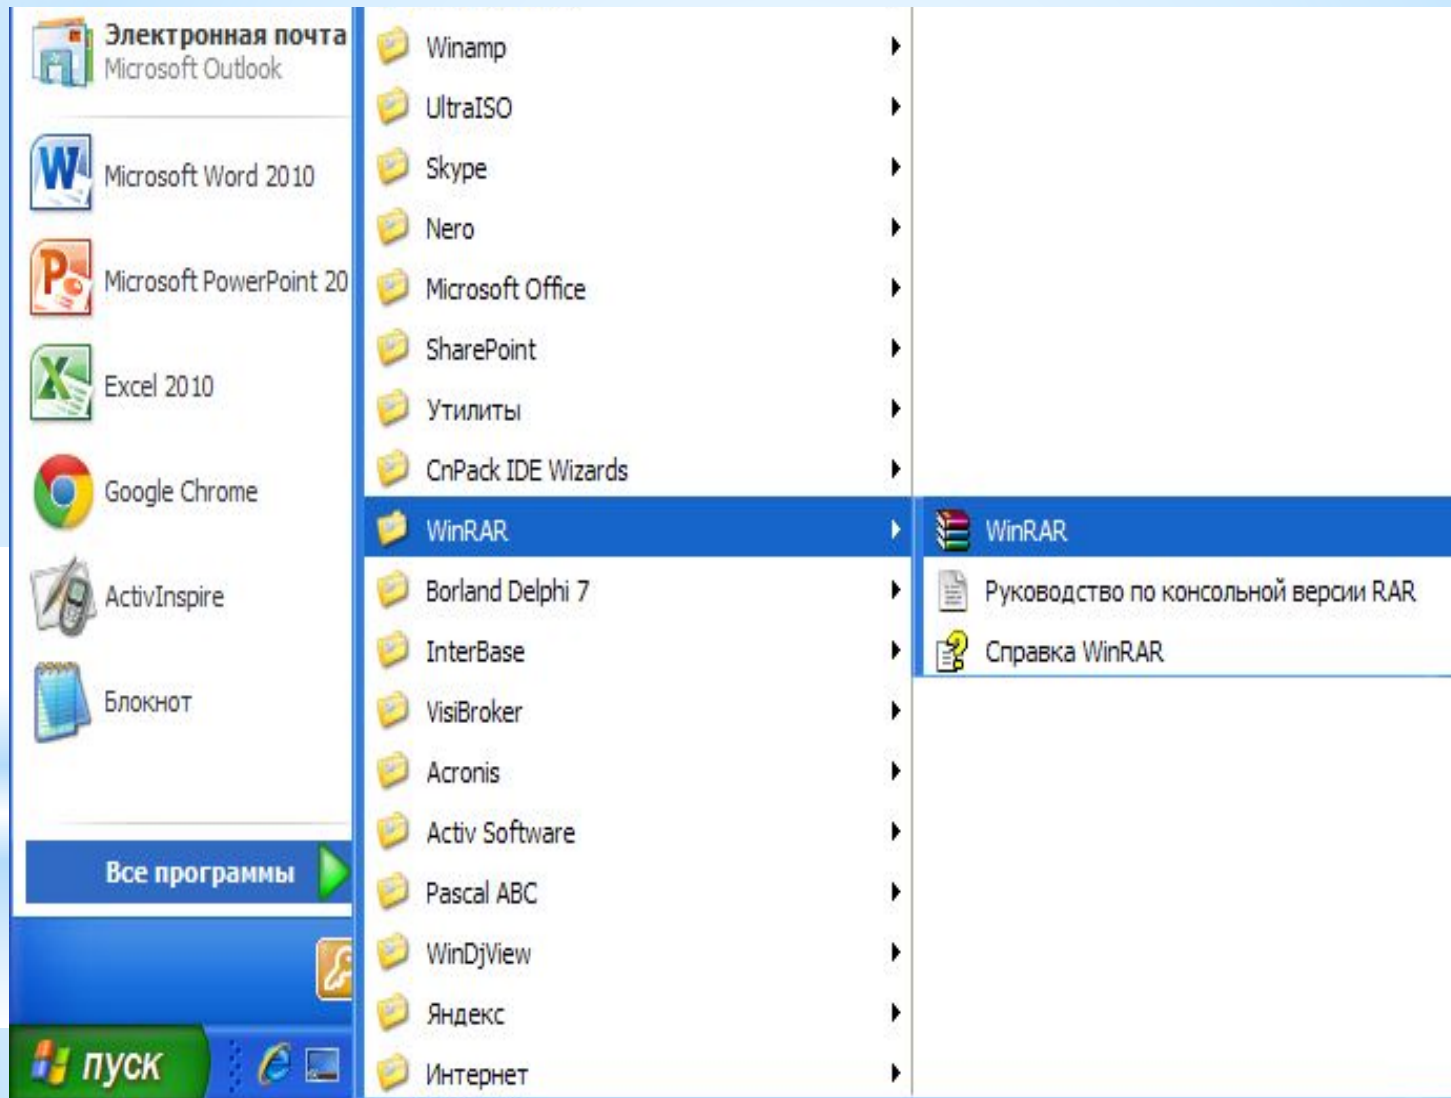 Электронная почта
Microsoft Outlook
Microsoft Word 2010
Microsoft PowerPoint 20
Excel 2010
Google Chrome
ActivInspire
Блокнот
Все программы
пуск
Winamp
UltraISO
Skype
Nero
Microsoft Office
SharePoint
Утилиты
CnPack IDE Wizards
WinRAR
Borland Delphi 7
InterBase
VisiBroker
Acronis
Activ Software
Pascal ABC
WinDjView
Яндекс
Интернет
WinRAR
Руководство по консольной версии RAR
Справка WinRAR